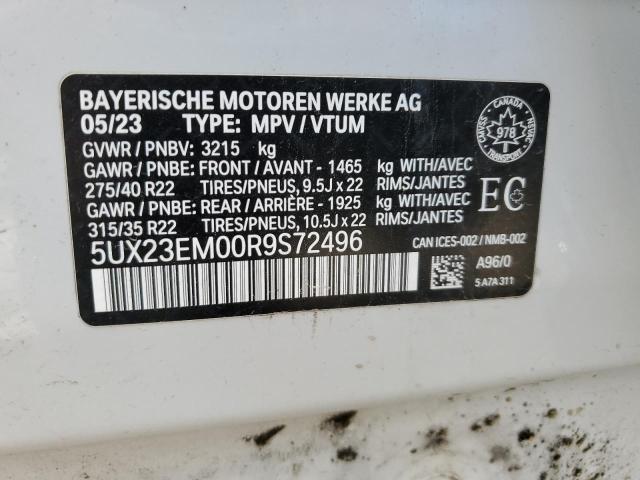 BAYERISCHE MOTOREN WERKE AG
05/23 TYPE: MPV / VTUM
GVWR / PNBV: 3215 kg
GAWR / PNBE: FRONT / AVANT - 1465 kg WITH/AVEC
275/40 R22 TIRES/PNEUS, 9.5J x 22 RIMS/JANTES
GAWR / PNBE: REAR / ARRIÈRE - 1925 kg WITH/AVEC
315/35 R22 TIRES/PNEUS, 10.5J x 22 RIMS/JANTES
5UX23EM00R9S72496
CANADA
CMVSS
NSVAC
978
TRANSPORT
EC
CAN ICES-002 / NMB-002
A96/0
5A7A311